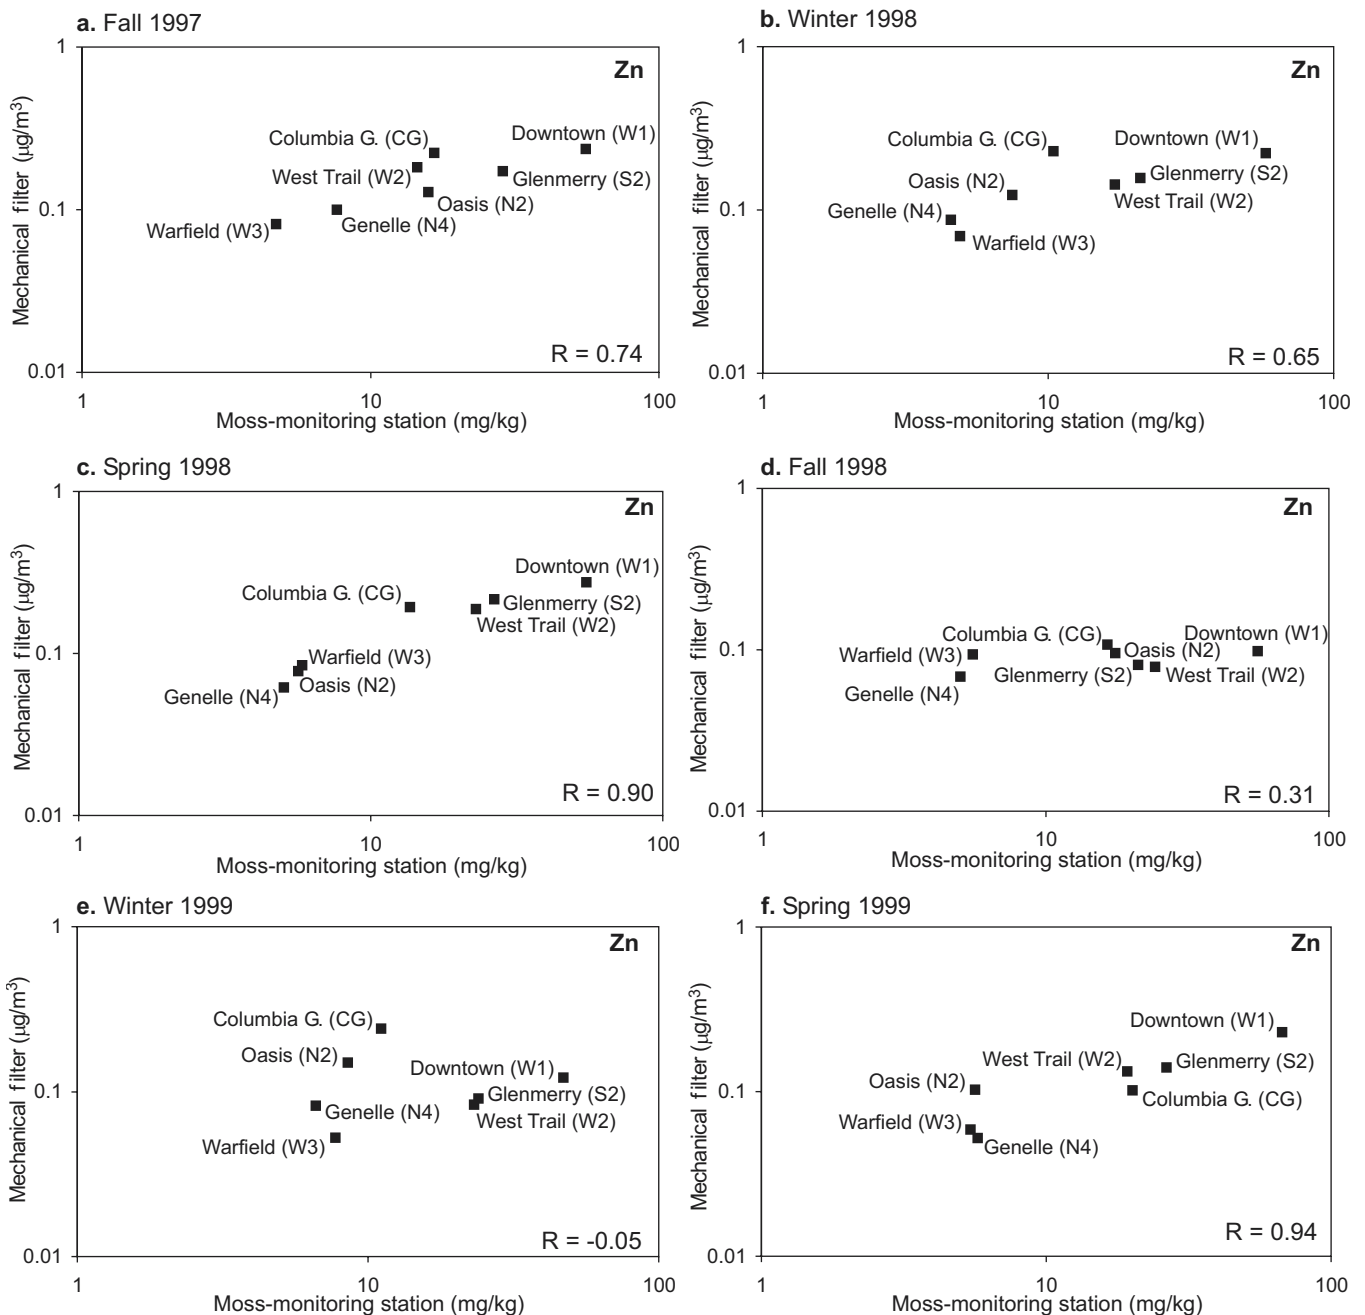 a. Fall 1997
Mechanical filter (µg/m³)
1
0.1
0.01
Zn
Columbia G. (CG)
Downtown (W1)
West Trail (W2)
Glenmerry (S2)
Oasis (N2)
Warfield (W3)
Genelle (N4)
R = 0.74
1
10
100
Moss-monitoring station (mg/kg)
b. Winter 1998
Mechanical filter (µg/m³)
1
0.1
0.01
Zn
Columbia G. (CG)
Downtown (W1)
Oasis (N2)
Glenmerry (S2)
West Trail (W2)
Genelle (N4)
Warfield (W3)
R = 0.65
1
10
100
Moss-monitoring station (mg/kg)
c. Spring 1998
Mechanical filter (µg/m³)
1
0.1
0.01
Zn
Downtown (W1)
Columbia G. (CG)
Glenmerry (S2)
West Trail (W2)
Warfield (W3)
Oasis (N2)
Genelle (N4)
R = 0.90
1
10
100
Moss-monitoring station (mg/kg)
d. Fall 1998
Mechanical filter (µg/m³)
1
0.1
0.01
Zn
Columbia G. (CG)
Downtown (W1)
Warfield (W3)
Oasis (N2)
Glenmerry (S2)
West Trail (W2)
Genelle (N4)
R = 0.31
1
10
100
Moss-monitoring station (mg/kg)
e. Winter 1999
Mechanical filter (µg/m³)
1
0.1
0.01
Zn
Columbia G. (CG)
Oasis (N2)
Downtown (W1)
Glenmerry (S2)
Genelle (N4)
West Trail (W2)
Warfield (W3)
R = -0.05
1
10
100
Moss-monitoring station (mg/kg)
f. Spring 1999
Mechanical filter (µg/m³)
1
0.1
0.01
Zn
Downtown (W1)
West Trail (W2)
Glenmerry (S2)
Oasis (N2)
Columbia G. (CG)
Warfield (W3)
Genelle (N4)
R = 0.94
1
10
100
Moss-monitoring station (mg/kg)